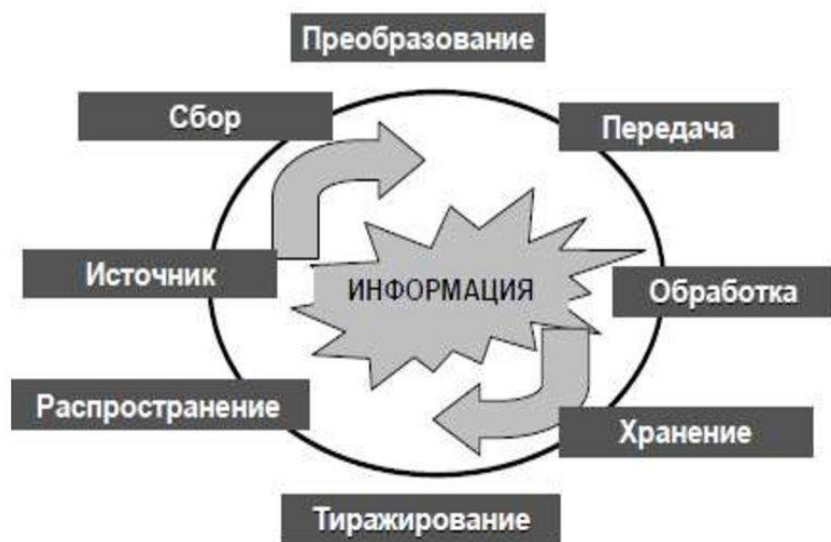 Преобразование
Сбор
Передача
Источник
ИНФОРМАЦИЯ
Обработка
Распространение
Хранение
Тиражирование